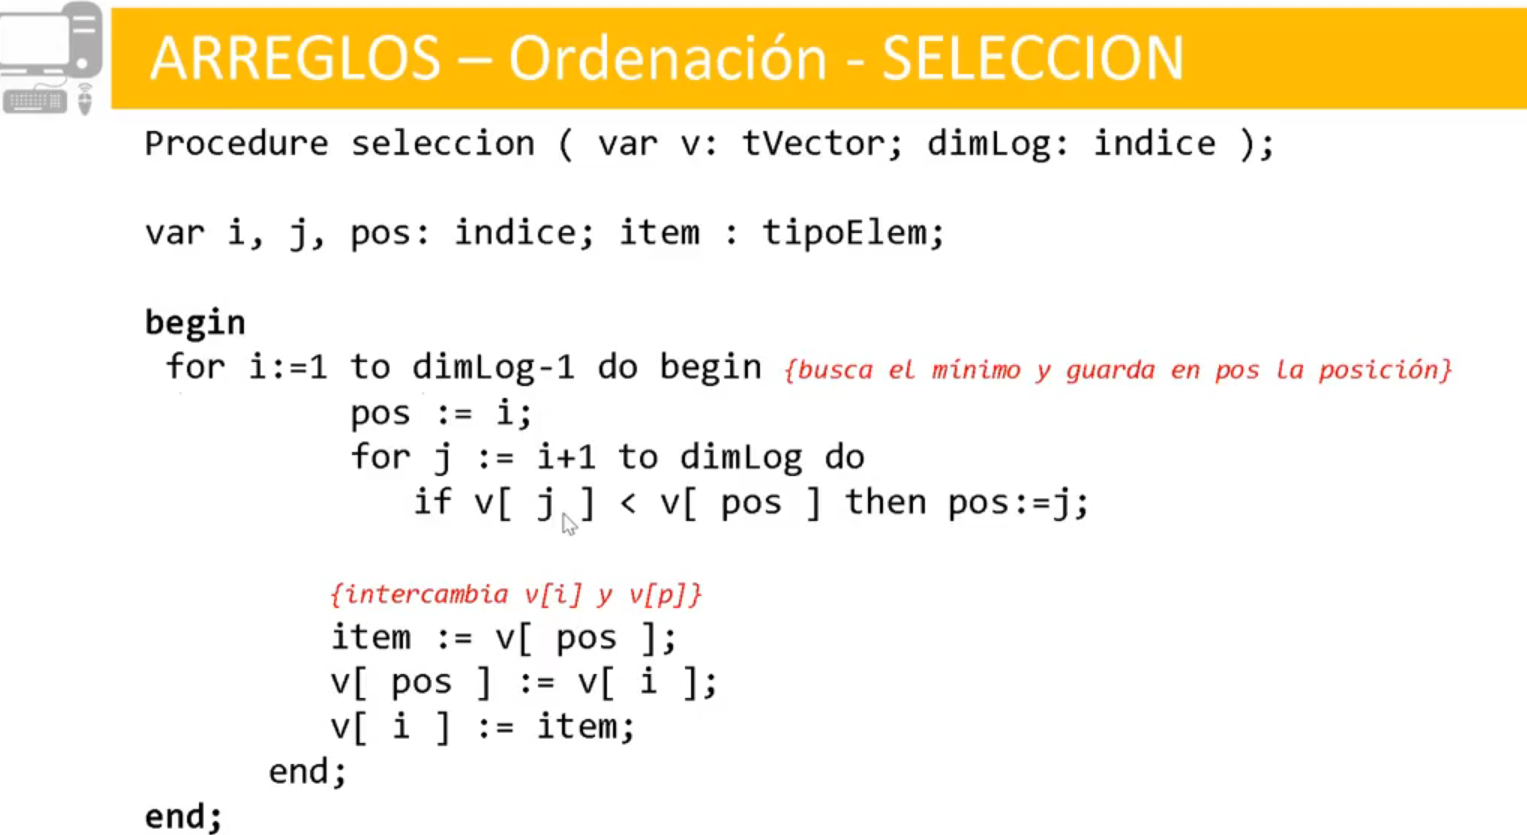 ARREGLOS – Ordenación - SELECCION
Procedure seleccion ( var v: tVector; dimLog: indice );
var i, j, pos: indice; item : tipoElem;
begin
for i:=1 to dimLog-1 do begin {busca el mínimo y guarda en pos la posición}
pos := i;
for j := i+1 to dimLog do
if v[ j ] < v[ pos ] then pos:=j;
{intercambia v[i] y v[p]}
item := v[ pos ];
v[ pos ] := v[ i ];
v[ i ] := item;
end;
end;